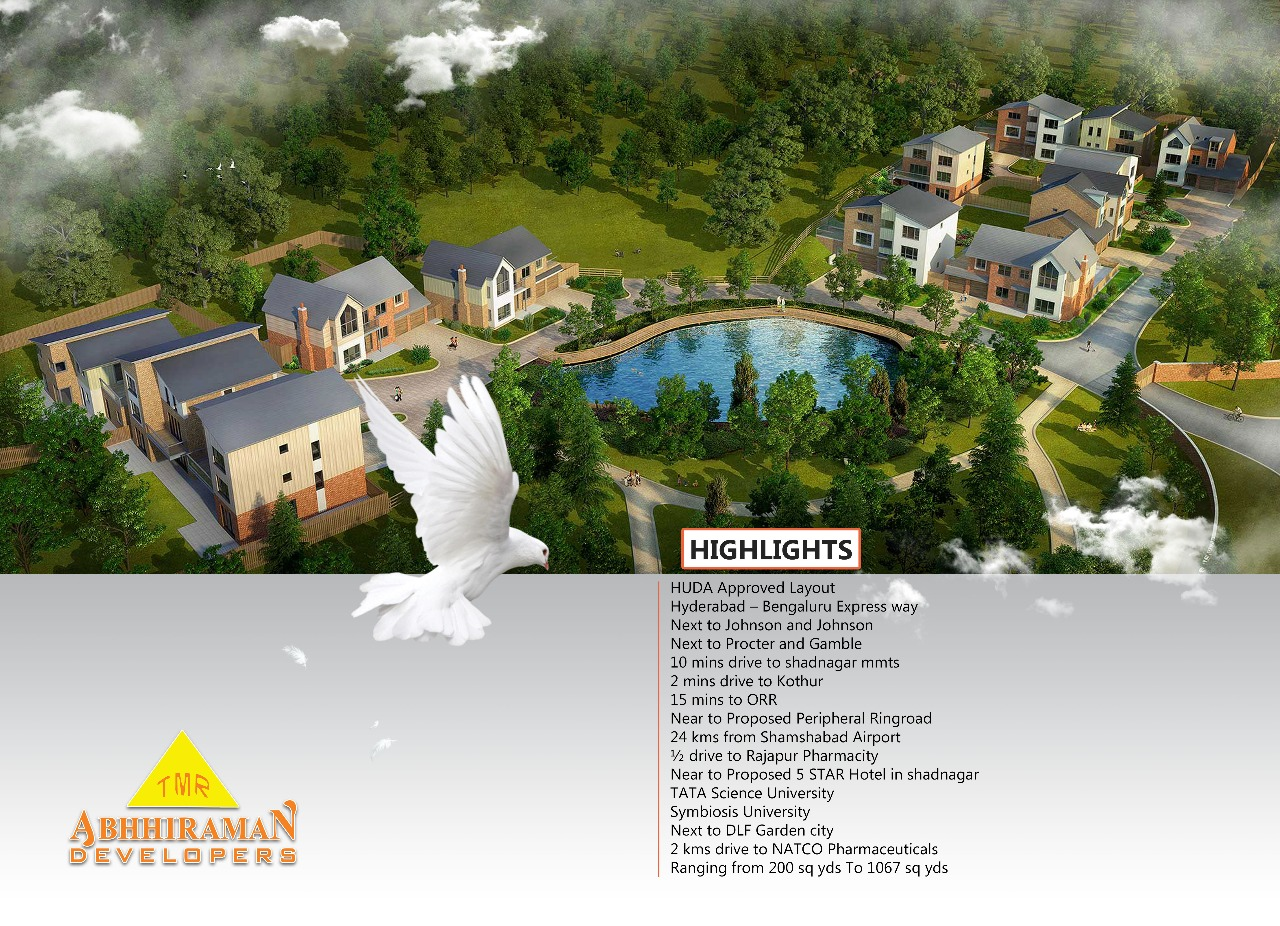 HIGHLIGHTS
HUDA Approved Layout
Hyderabad – Bengaluru Express way
Next to Johnson and Johnson
Next to Procter and Gamble
10 mins drive to shadnagar mmts
2 mins drive to Kothur
15 mins to ORR
Near to Proposed Peripheral Ringroad
24 kms from Shamshabad Airport
½ drive to Rajapur Pharmacity
Near to Proposed 5 STAR Hotel in shadnagar
TATA Science University
Symbiosis University
Next to DLF Garden city
2 kms drive to NATCO Pharmaceuticals
Ranging from 200 sq yds To 1067 sq yds
TMR
ABHHIRAMAN
DEVELOPERS